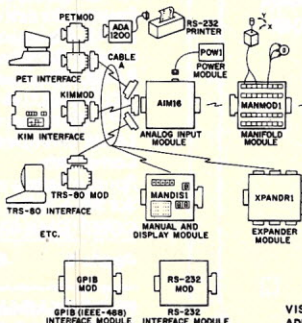 PETMOD
ADA
1200
RS-232
PRINTER
CABLE
POW1
POWER
MODULE
PET INTERFACE
KIMMOD
AIM16
ANALOG INPUT
MODULE
MANMOD1
MANIFOLD
MODULE
KIM INTERFACE
TRS-80 MOD
TRS-80 INTERFACE
MANDIS1
MANUAL AND
DISPLAY MODULE
XPANDR1
EXPANDER
MODULE
ETC.
GPIB
MOD
GPIB (IEEE-488)
INTERFACE MODULE
RS-232
MOD
RS-232
INTERFACE MODULE